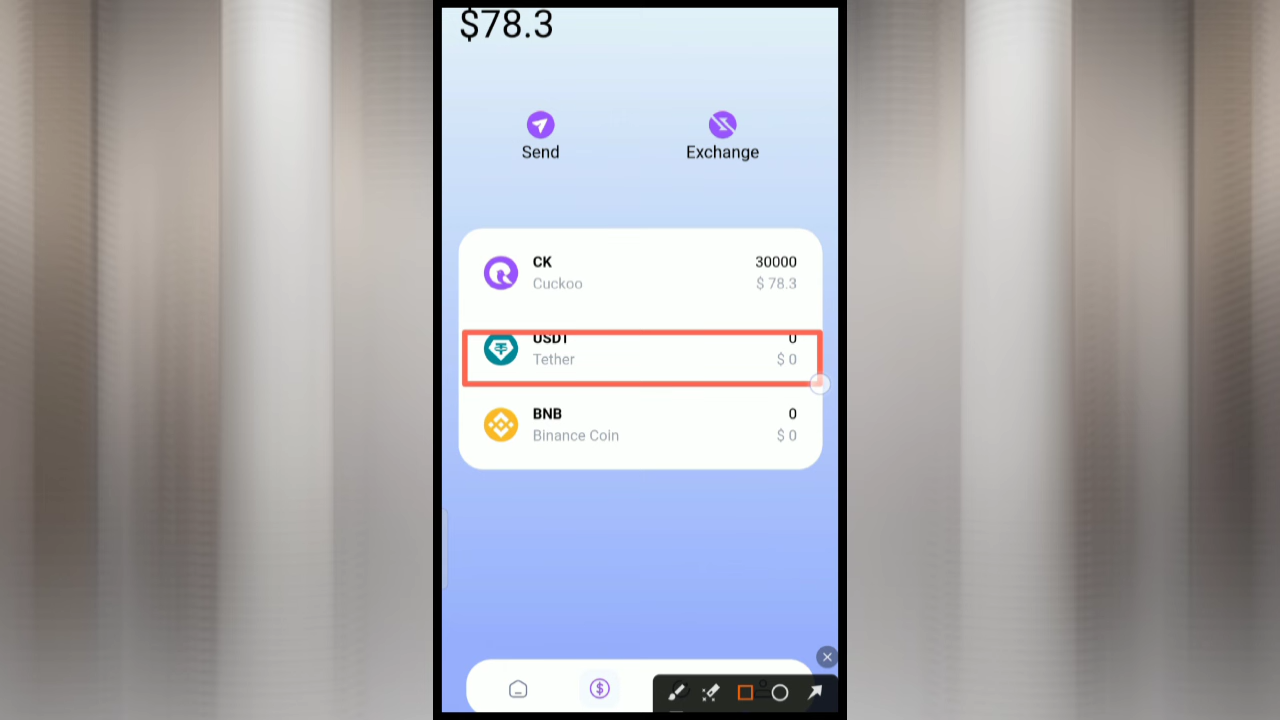 $78.3
Send
Exchange
CK
30000
Cuckoo
$ 78.3
USDT
0
Tether
$ 0
BNB
0
Binance Coin
$ 0